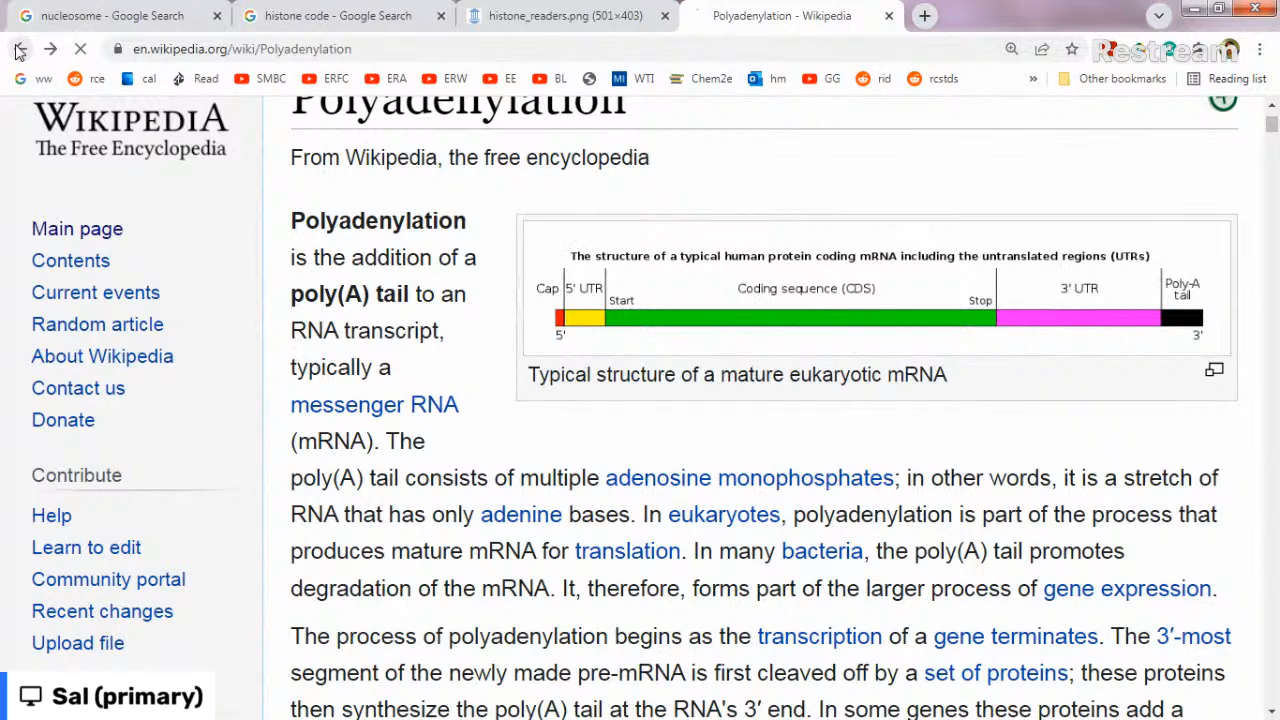 nucleosome - Google Search
histone code - Google Search
histone_readers.png (501×403)
Polyadenylation - Wikipedia
en.wikipedia.org/wiki/Polyadenylation
Restream
ww
rce
cal
Read
SMBC
ERFC
ERA
ERW
EE
BL
WTI
Chem2e
hm
GG
rid
rcstds
»
Other bookmarks
Reading list
WIKIPEDIA
The Free Encyclopedia
Main page
Contents
Current events
Random article
About Wikipedia
Contact us
Donate
Contribute
Help
Learn to edit
Community portal
Recent changes
Upload file
Polyadenylation
From Wikipedia, the free encyclopedia
Polyadenylation
is the addition of a
poly(A) tail to an
RNA transcript,
typically a
messenger RNA
(mRNA). The
The structure of a typical human protein coding mRNA including the untranslated regions (UTRs)
Cap 5' UTR Coding sequence (CDS) 3' UTR Poly-A
tail
Start Stop
5' 3'
Typical structure of a mature eukaryotic mRNA
poly(A) tail consists of multiple adenosine monophosphates; in other words, it is a stretch of
RNA that has only adenine bases. In eukaryotes, polyadenylation is part of the process that
produces mature mRNA for translation. In many bacteria, the poly(A) tail promotes
degradation of the mRNA. It, therefore, forms part of the larger process of gene expression.
The process of polyadenylation begins as the transcription of a gene terminates. The 3′-most
segment of the newly made pre-mRNA is first cleaved off by a set of proteins; these proteins
then synthesize the poly(A) tail at the RNA's 3′ end. In some genes these proteins add a
Sal (primary)